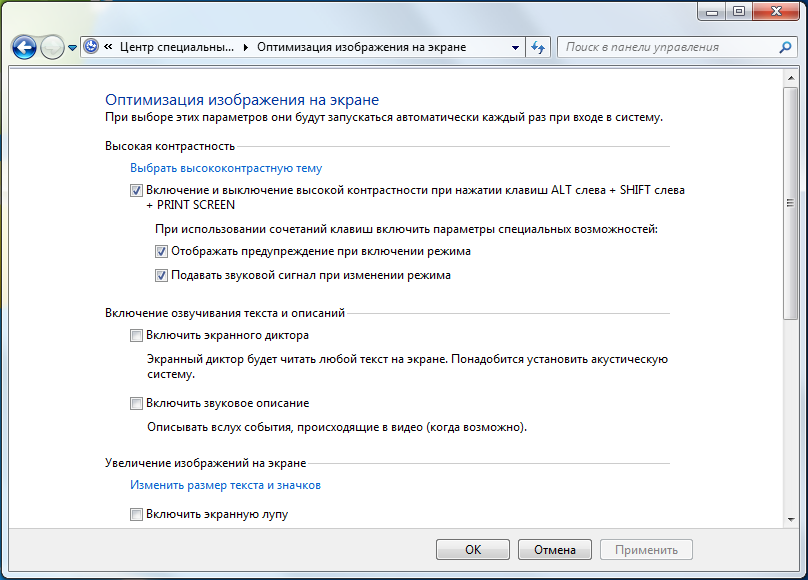 « Центр специальны... Оптимизация изображения на экране Поиск в панели управления
Оптимизация изображения на экране
При выборе этих параметров они будут запускаться автоматически каждый раз при входе в систему.
Высокая контрастность
Выбрать высококонтрастную тему
Включение и выключение высокой контрастности при нажатии клавиш ALT слева + SHIFT слева
+ PRINT SCREEN
При использовании сочетаний клавиш включить параметры специальных возможностей:
Отображать предупреждение при включении режима
Подавать звуковой сигнал при изменении режима
Включение озвучивания текста и описаний
Включить экранного диктора
Экранный диктор будет читать любой текст на экране. Понадобится установить акустическую
систему.
Включить звуковое описание
Описывать вслух события, происходящие в видео (когда возможно).
Увеличение изображений на экране
Изменить размер текста и значков
Включить экранную лупу
ОК Отмена Применить